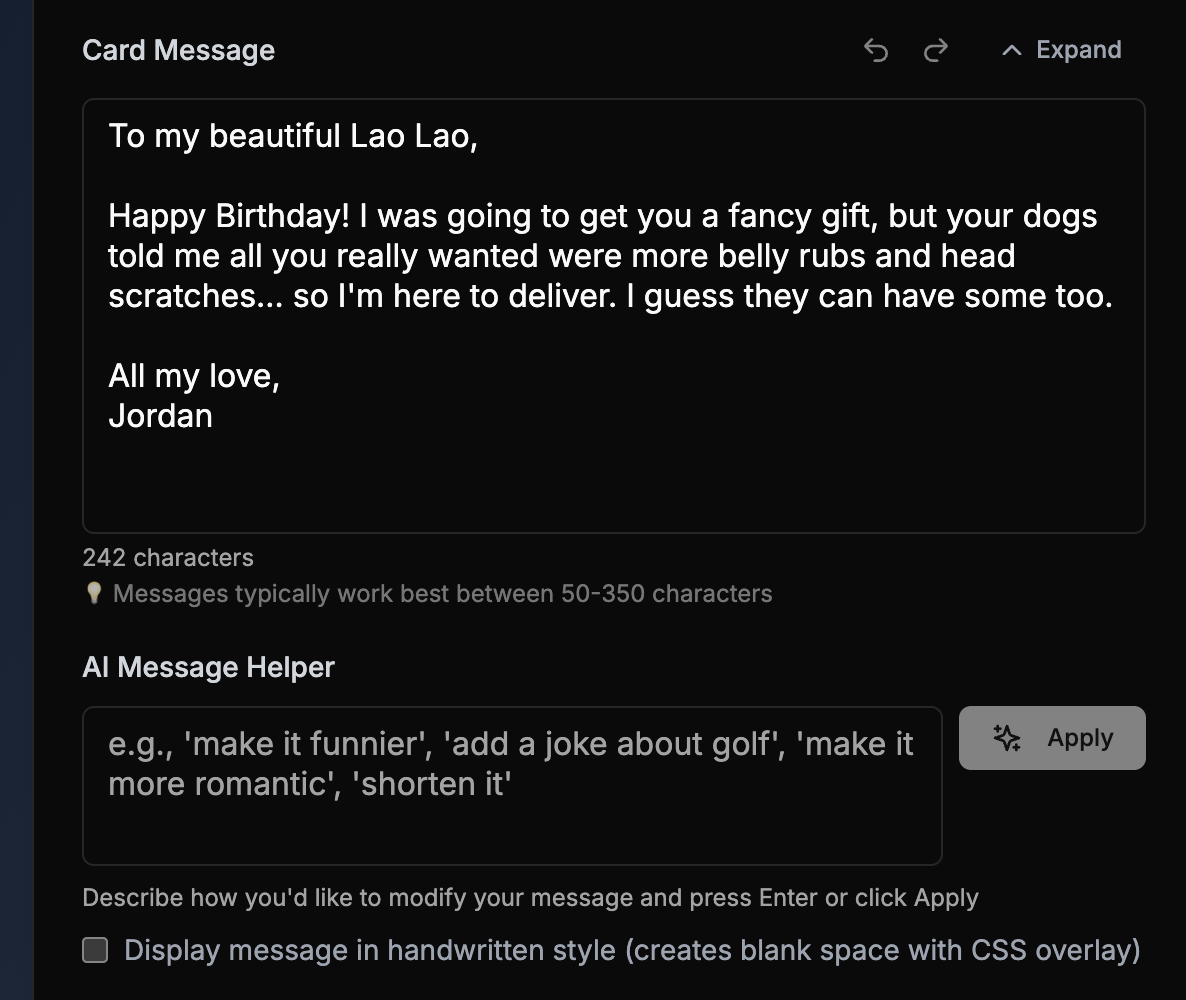 Card Message
Expand
To my beautiful Lao Lao,
Happy Birthday! I was going to get you a fancy gift, but your dogs
told me all you really wanted were more belly rubs and head
scratches... so I'm here to deliver. I guess they can have some too.
All my love,
Jordan
242 characters
💡 Messages typically work best between 50-350 characters
AI Message Helper
e.g., 'make it funnier', 'add a joke about golf', 'make it
more romantic', 'shorten it'
Apply
Describe how you'd like to modify your message and press Enter or click Apply
Display message in handwritten style (creates blank space with CSS overlay)